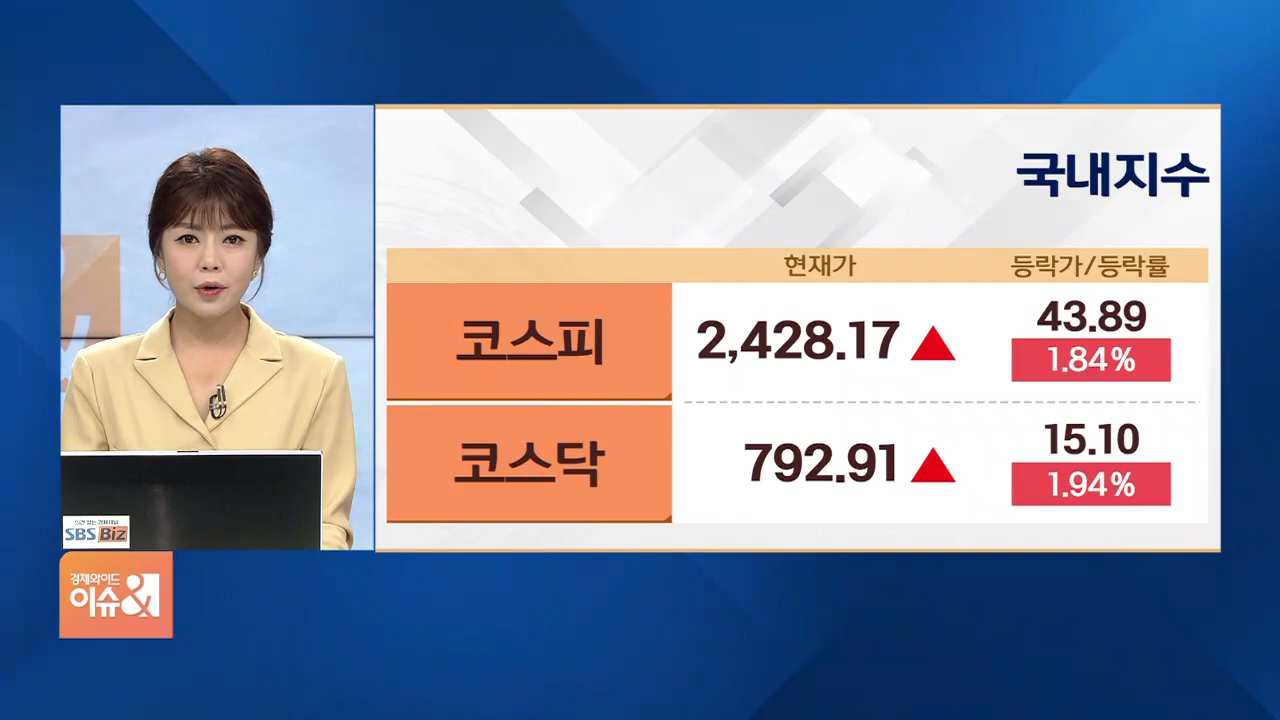 국내지수
현재가 등락가/등락률
코스피 2,428.17 ▲ 43.89
1.84%
코스닥 792.91 ▲ 15.10
1.94%
SBS Biz
경제와이드
이슈&